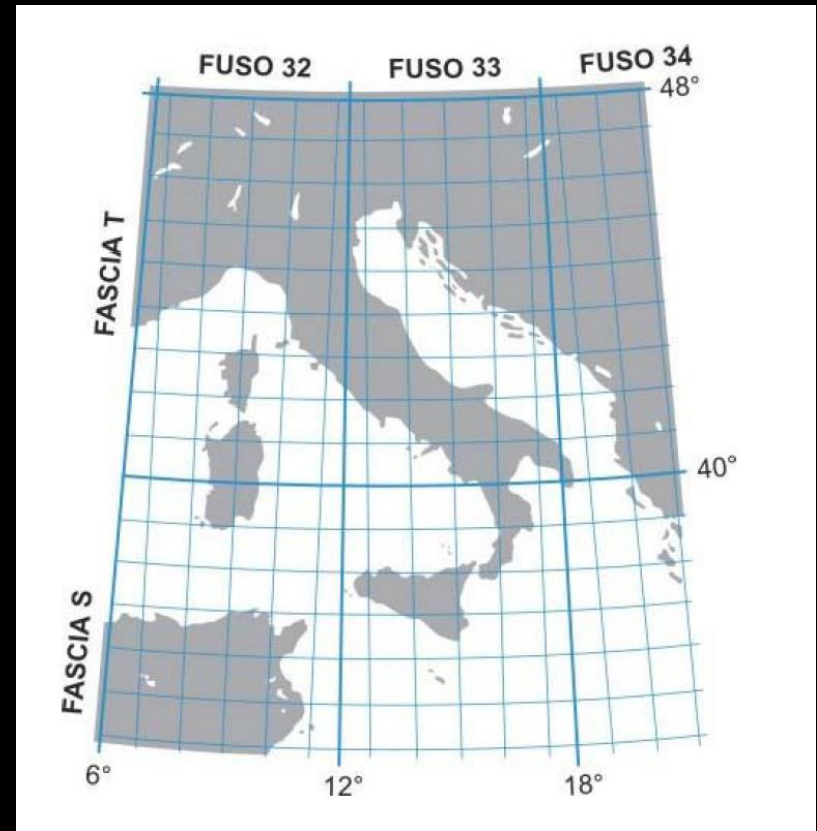 FUSO 32
FUSO 33
FUSO 34
48°
FASCIA T
40°
FASCIA S
6°
12°
18°